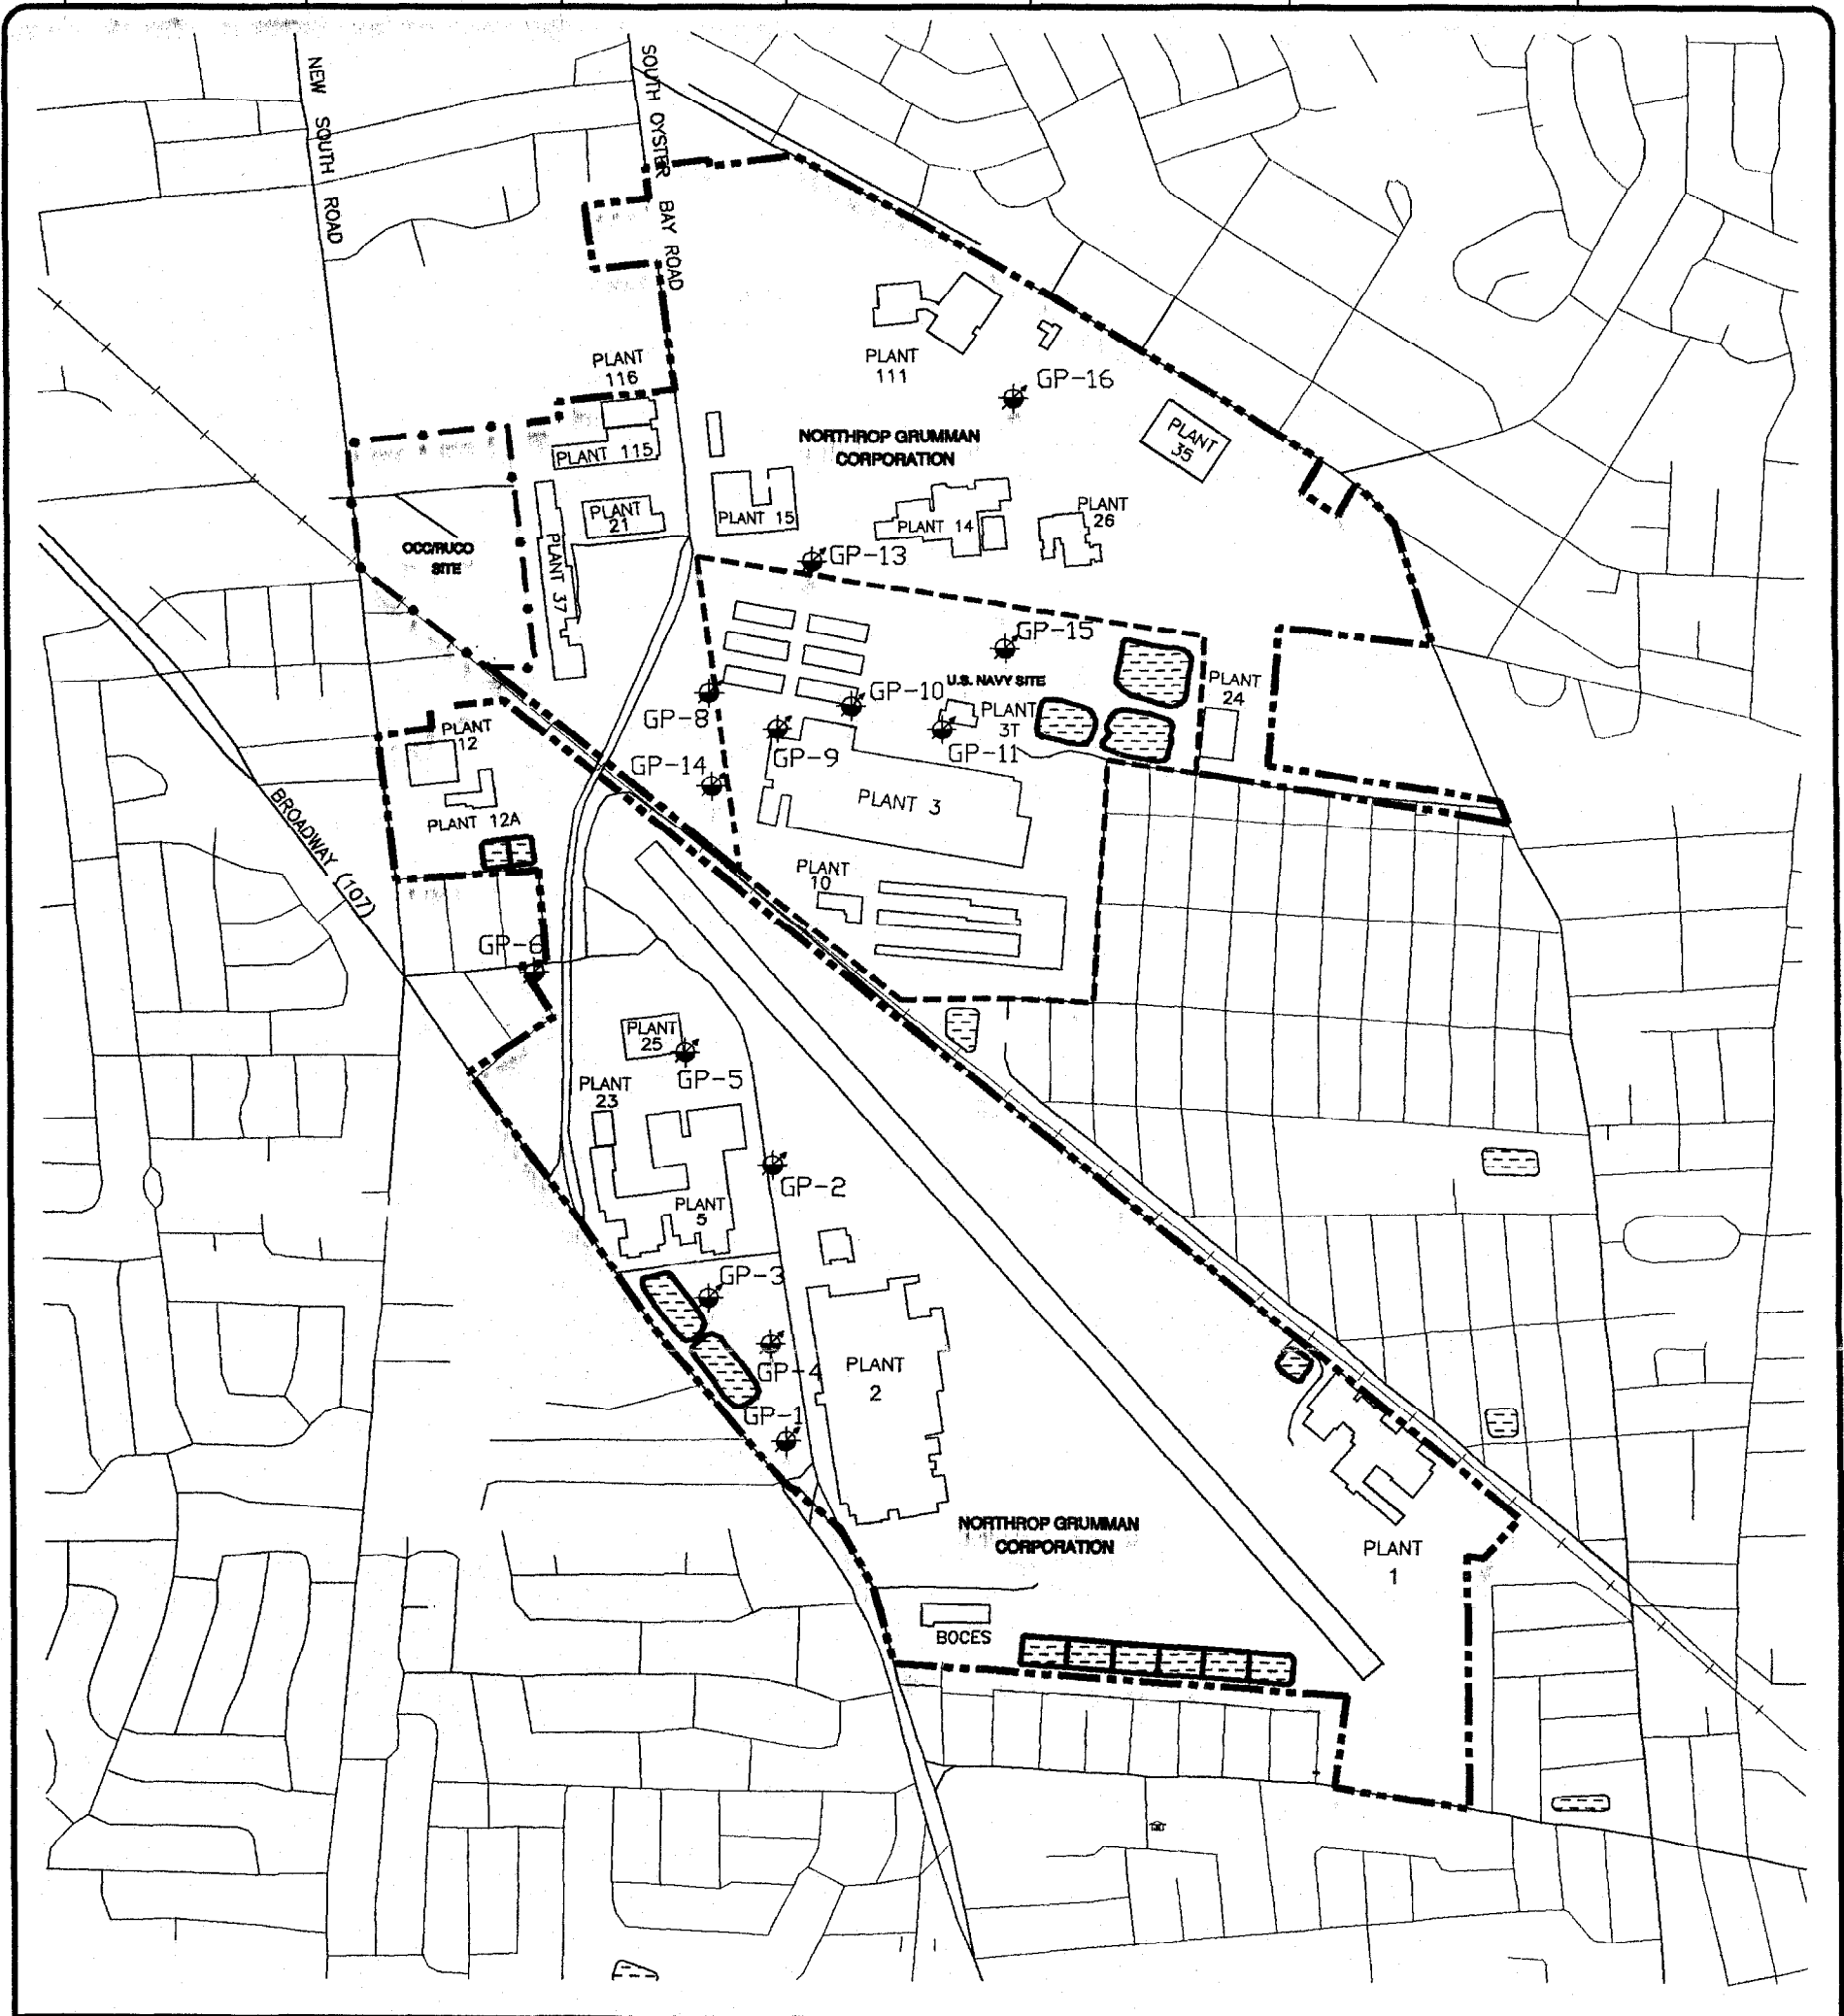 NEW SOUTH ROAD
SOUTH OYSTER BAY ROAD
PLANT
116
PLANT
111
GP-16
NORTHROP GRUMMAN
CORPORATION
PLANT
35
PLANT 115
PLANT
21
PLANT 15
PLANT 14
PLANT
26
OCC/RUCO
SITE
PLANT 37
GP-13
GP-15
U.S. NAVY SITE
PLANT
24
GP-8
GP-10
PLANT
3T
GP-9
GP-11
PLANT
12
GP-14
PLANT 3
PLANT 12A
BROADWAY (107)
PLANT
10
GP-6
PLANT
25
GP-5
PLANT
23
GP-2
PLANT
5
GP-3
GP-4
PLANT
2
GP-1
NORTHROP GRUMMAN
CORPORATION
PLANT
1
BOCES